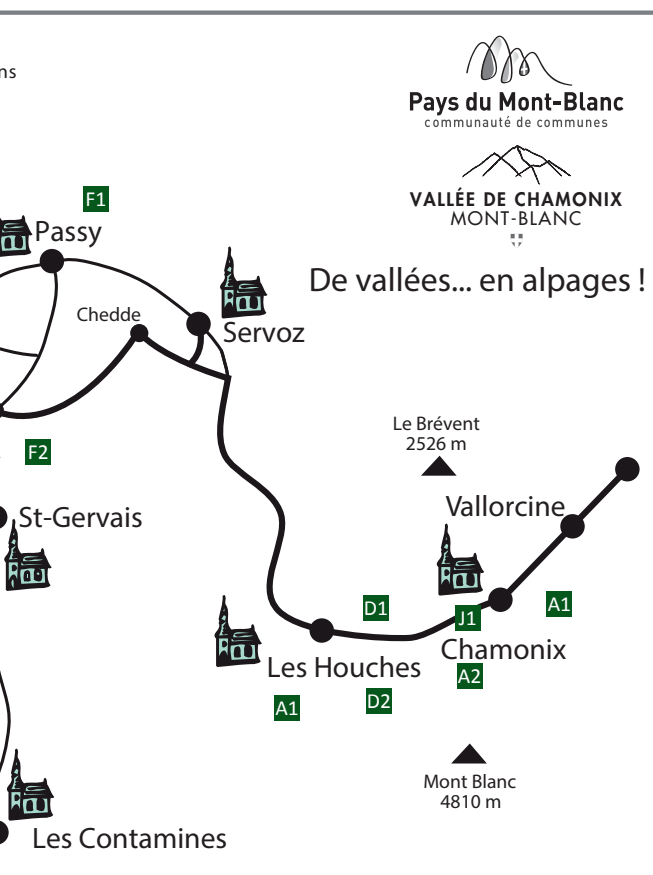 ns
Pays du Mont-Blanc
communauté de communes
VALLÉE DE CHAMONIX
MONT-BLANC
De vallées... en alpages !
F1
Passy
Chedde
Servoz
Le Brévent
2526 m
F2
Vallorcine
St-Gervais
D1
J1
A1
Chamonix
Les Houches
A2
A1
D2
Mont Blanc
4810 m
Les Contamines